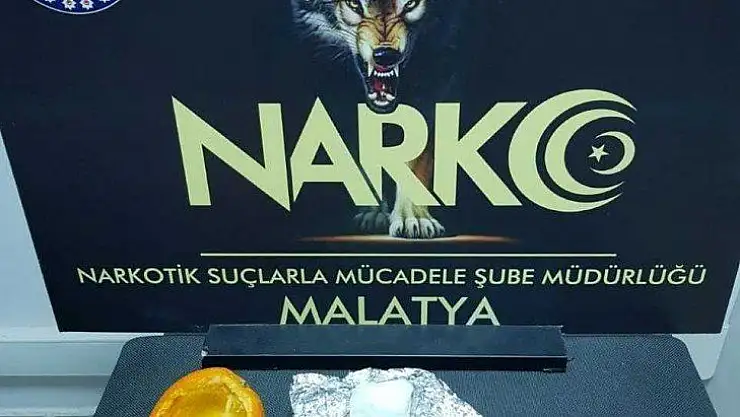 NARKO
NARKOTİK SUÇLARLA MÜCADELE ŞUBE MÜDÜRLÜĞÜ
MALATYA